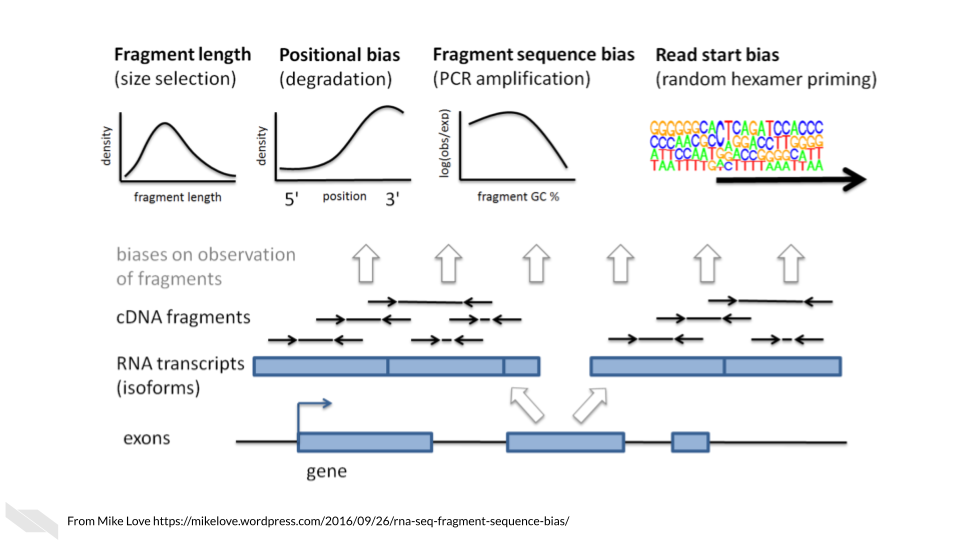 Fragment length
(size selection)
Positional bias
(degradation)
Fragment sequence bias
(PCR amplification)
Read start bias
(random hexamer priming)
density
fragment length
density
5'
position
3'
log(obs/exp)
fragment GC %
biases on observation
of fragments
cDNA fragments
RNA transcripts
(isoforms)
exons
gene
From Mike Love https://mikelove.wordpress.com/2016/09/26/rna-seq-fragment-sequence-bias/